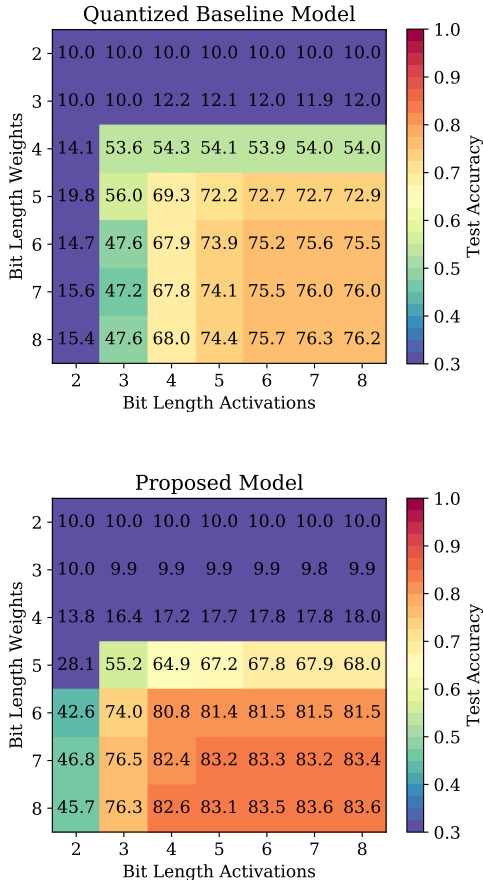 Quantized Baseline Model
2 10.0 10.0 10.0 10.0 10.0 10.0 10.0
3 10.0 10.0 12.2 12.1 12.0 11.9 12.0
4 14.1 53.6 54.3 54.1 53.9 54.0 54.0
5 19.8 56.0 69.3 72.2 72.7 72.7 72.9
6 14.7 47.6 67.9 73.9 75.2 75.6 75.5
7 15.6 47.2 67.8 74.1 75.5 76.0 76.0
8 15.4 47.6 68.0 74.4 75.7 76.3 76.2
2 3 4 5 6 7 8
Bit Length Activations
Bit Length Weights
1.0
0.9
0.8
0.7
0.6
0.5
0.4
0.3
Test Accuracy
Proposed Model
2 10.0 10.0 10.0 10.0 10.0 10.0 10.0
3 10.0 9.9 9.9 9.9 9.9 9.8 9.9
4 13.8 16.4 17.2 17.7 17.8 17.8 18.0
5 28.1 55.2 64.9 67.2 67.8 67.9 68.0
6 42.6 74.0 80.8 81.4 81.5 81.5 81.5
7 46.8 76.5 82.4 83.2 83.3 83.2 83.4
8 45.7 76.3 82.6 83.1 83.5 83.6 83.6
2 3 4 5 6 7 8
Bit Length Activations
Bit Length Weights
1.0
0.9
0.8
0.7
0.6
0.5
0.4
0.3
Test Accuracy